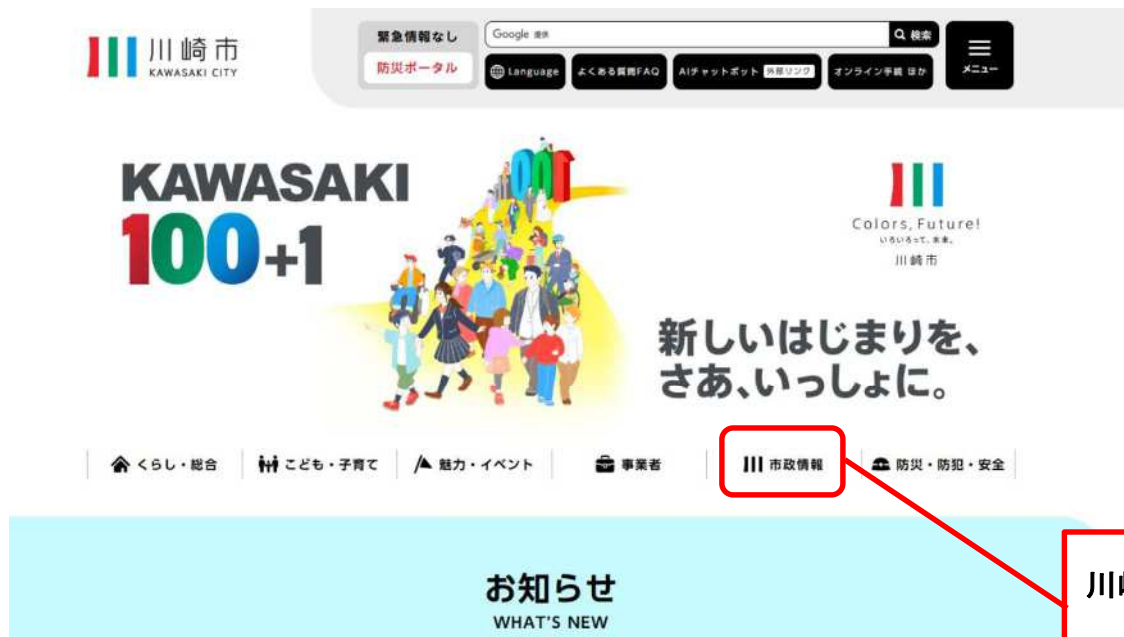 川崎市
KAWASAKI CITY
緊急情報なし
防災ポータル
Google 提供
検索
Language
よくある質問FAQ
AIチャットボット 外部リンク
オンライン手続 ほか
メニュー
KAWASAKI
100+1
100
Colors, Future!
いろいろって、未来。
川崎市
新しいはじまりを、
さあ、いっしょに。
くらし・総合
こども・子育て
魅力・イベント
事業者
市政情報
防災・防犯・安全
お知らせ
WHAT'S NEW
川